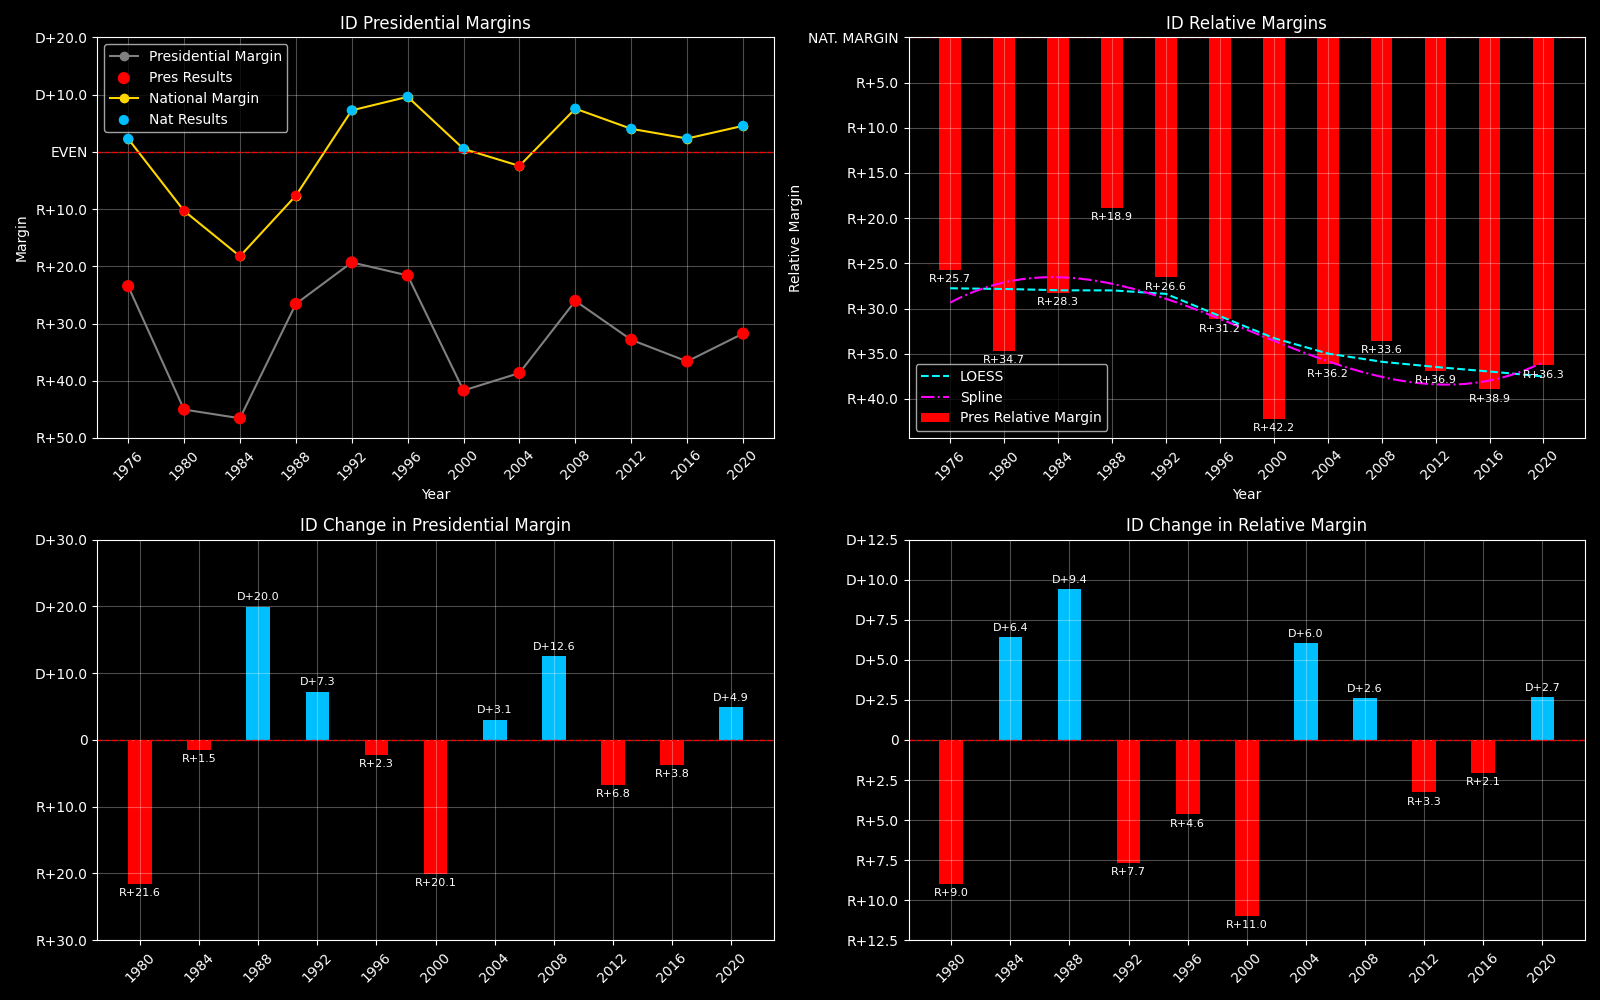 ID Presidential Margins
D+20.0
D+10.0
EVEN
R+10.0
R+20.0
R+30.0
R+40.0
R+50.0
Margin
Presidential Margin
Pres Results
National Margin
Nat Results
1976
1980
1984
1988
1992
1996
2000
2004
2008
2012
2016
2020
Year
ID Relative Margins
NAT. MARGIN
R+5.0
R+10.0
R+15.0
R+20.0
R+25.0
R+30.0
R+35.0
R+40.0
Relative Margin
R+25.7
R+34.7
R+28.3
R+18.9
R+26.6
R+31.2
R+42.2
R+36.2
R+33.6
R+36.9
R+38.9
R+36.3
LOESS
Spline
Pres Relative Margin
1976
1980
1984
1988
1992
1996
2000
2004
2008
2012
2016
2020
Year
ID Change in Presidential Margin
D+30.0
D+20.0
D+10.0
0
R+10.0
R+20.0
R+30.0
R+21.6
R+1.5
D+20.0
D+7.3
R+2.3
R+20.1
D+3.1
D+12.6
R+6.8
R+3.8
D+4.9
1980
1984
1988
1992
1996
2000
2004
2008
2012
2016
2020
ID Change in Relative Margin
D+12.5
D+10.0
D+7.5
D+5.0
D+2.5
0
R+2.5
R+5.0
R+7.5
R+10.0
R+12.5
R+9.0
D+6.4
D+9.4
R+7.7
R+4.6
R+11.0
D+6.0
D+2.6
R+3.3
R+2.1
D+2.7
1980
1984
1988
1992
1996
2000
2004
2008
2012
2016
2020